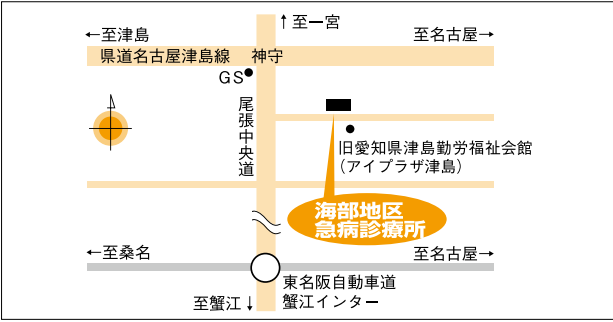 ↑至一宮
←至津島
至名古屋→
県道名古屋津島線 神守
GS
尾張中央道
旧愛知県津島勤労福祉会館
（アイプラザ津島）
海部地区
急病診療所
←至桑名
至名古屋→
東名阪自動車道
蟹江インター
至蟹江↓